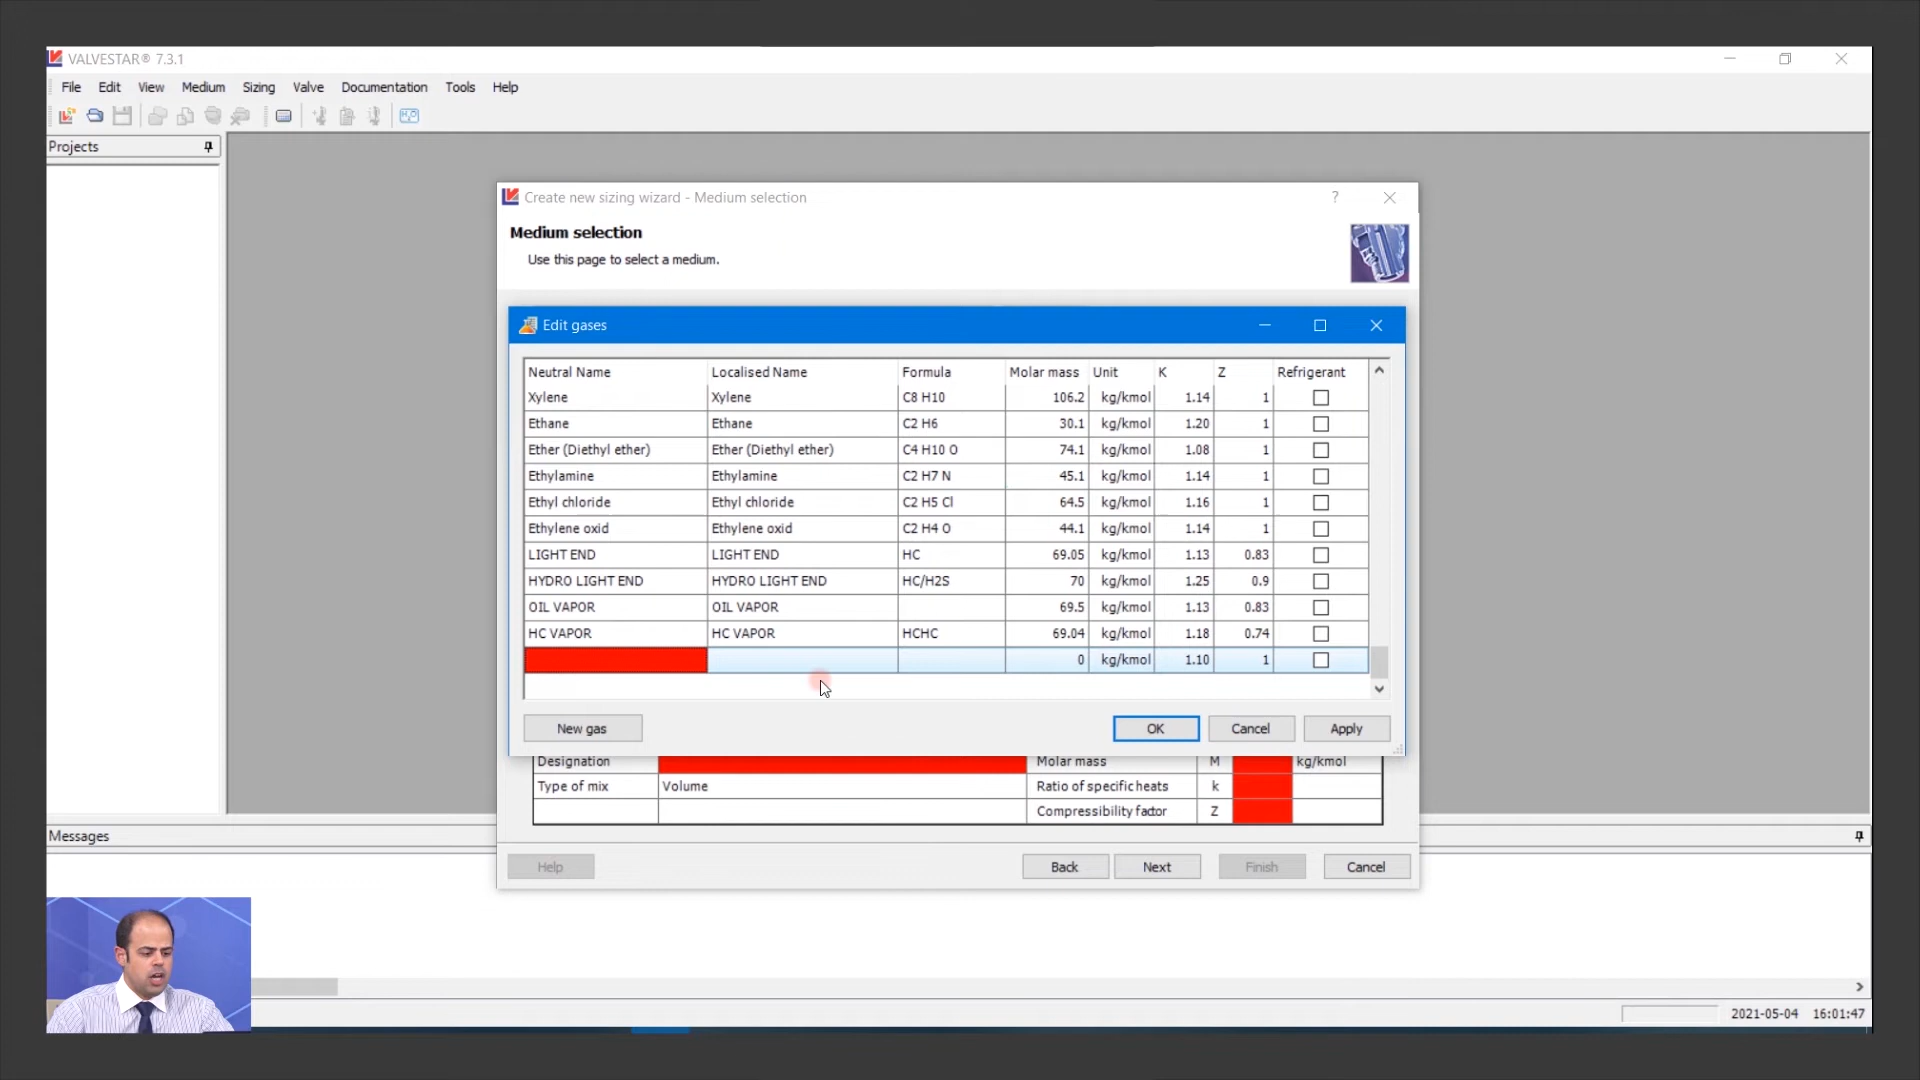 VALVESTAR® 7.3.1
File Edit View Medium Sizing Valve Documentation Tools Help
Projects
Create new sizing wizard - Medium selection ?
Medium selection
Use this page to select a medium.
Edit gases
Neutral Name Localised Name Formula Molar mass Unit K Z Refrigerant
Xylene Xylene C8 H10 106.2 kg/kmol 1.14 1
Ethane Ethane C2 H6 30.1 kg/kmol 1.20 1
Ether (Diethyl ether) Ether (Diethyl ether) C4 H10 O 74.1 kg/kmol 1.08 1
Ethylamine Ethylamine C2 H7 N 45.1 kg/kmol 1.14 1
Ethyl chloride Ethyl chloride C2 H5 Cl 64.5 kg/kmol 1.16 1
Ethylene oxid Ethylene oxid C2 H4 O 44.1 kg/kmol 1.14 1
LIGHT END LIGHT END HC 69.05 kg/kmol 1.13 0.83
HYDRO LIGHT END HYDRO LIGHT END HC/H2S 70 kg/kmol 1.25 0.9
OIL VAPOR OIL VAPOR 69.5 kg/kmol 1.13 0.83
HC VAPOR HC VAPOR HCHC 69.04 kg/kmol 1.18 0.74
0 kg/kmol 1.10 1
New gas OK Cancel Apply
Designation Molar mass M kg/kmol
Type of mix Volume Ratio of specific heats k
Compressibility factor Z
Messages
Help Back Next Finish Cancel
2021-05-04 16:01:47